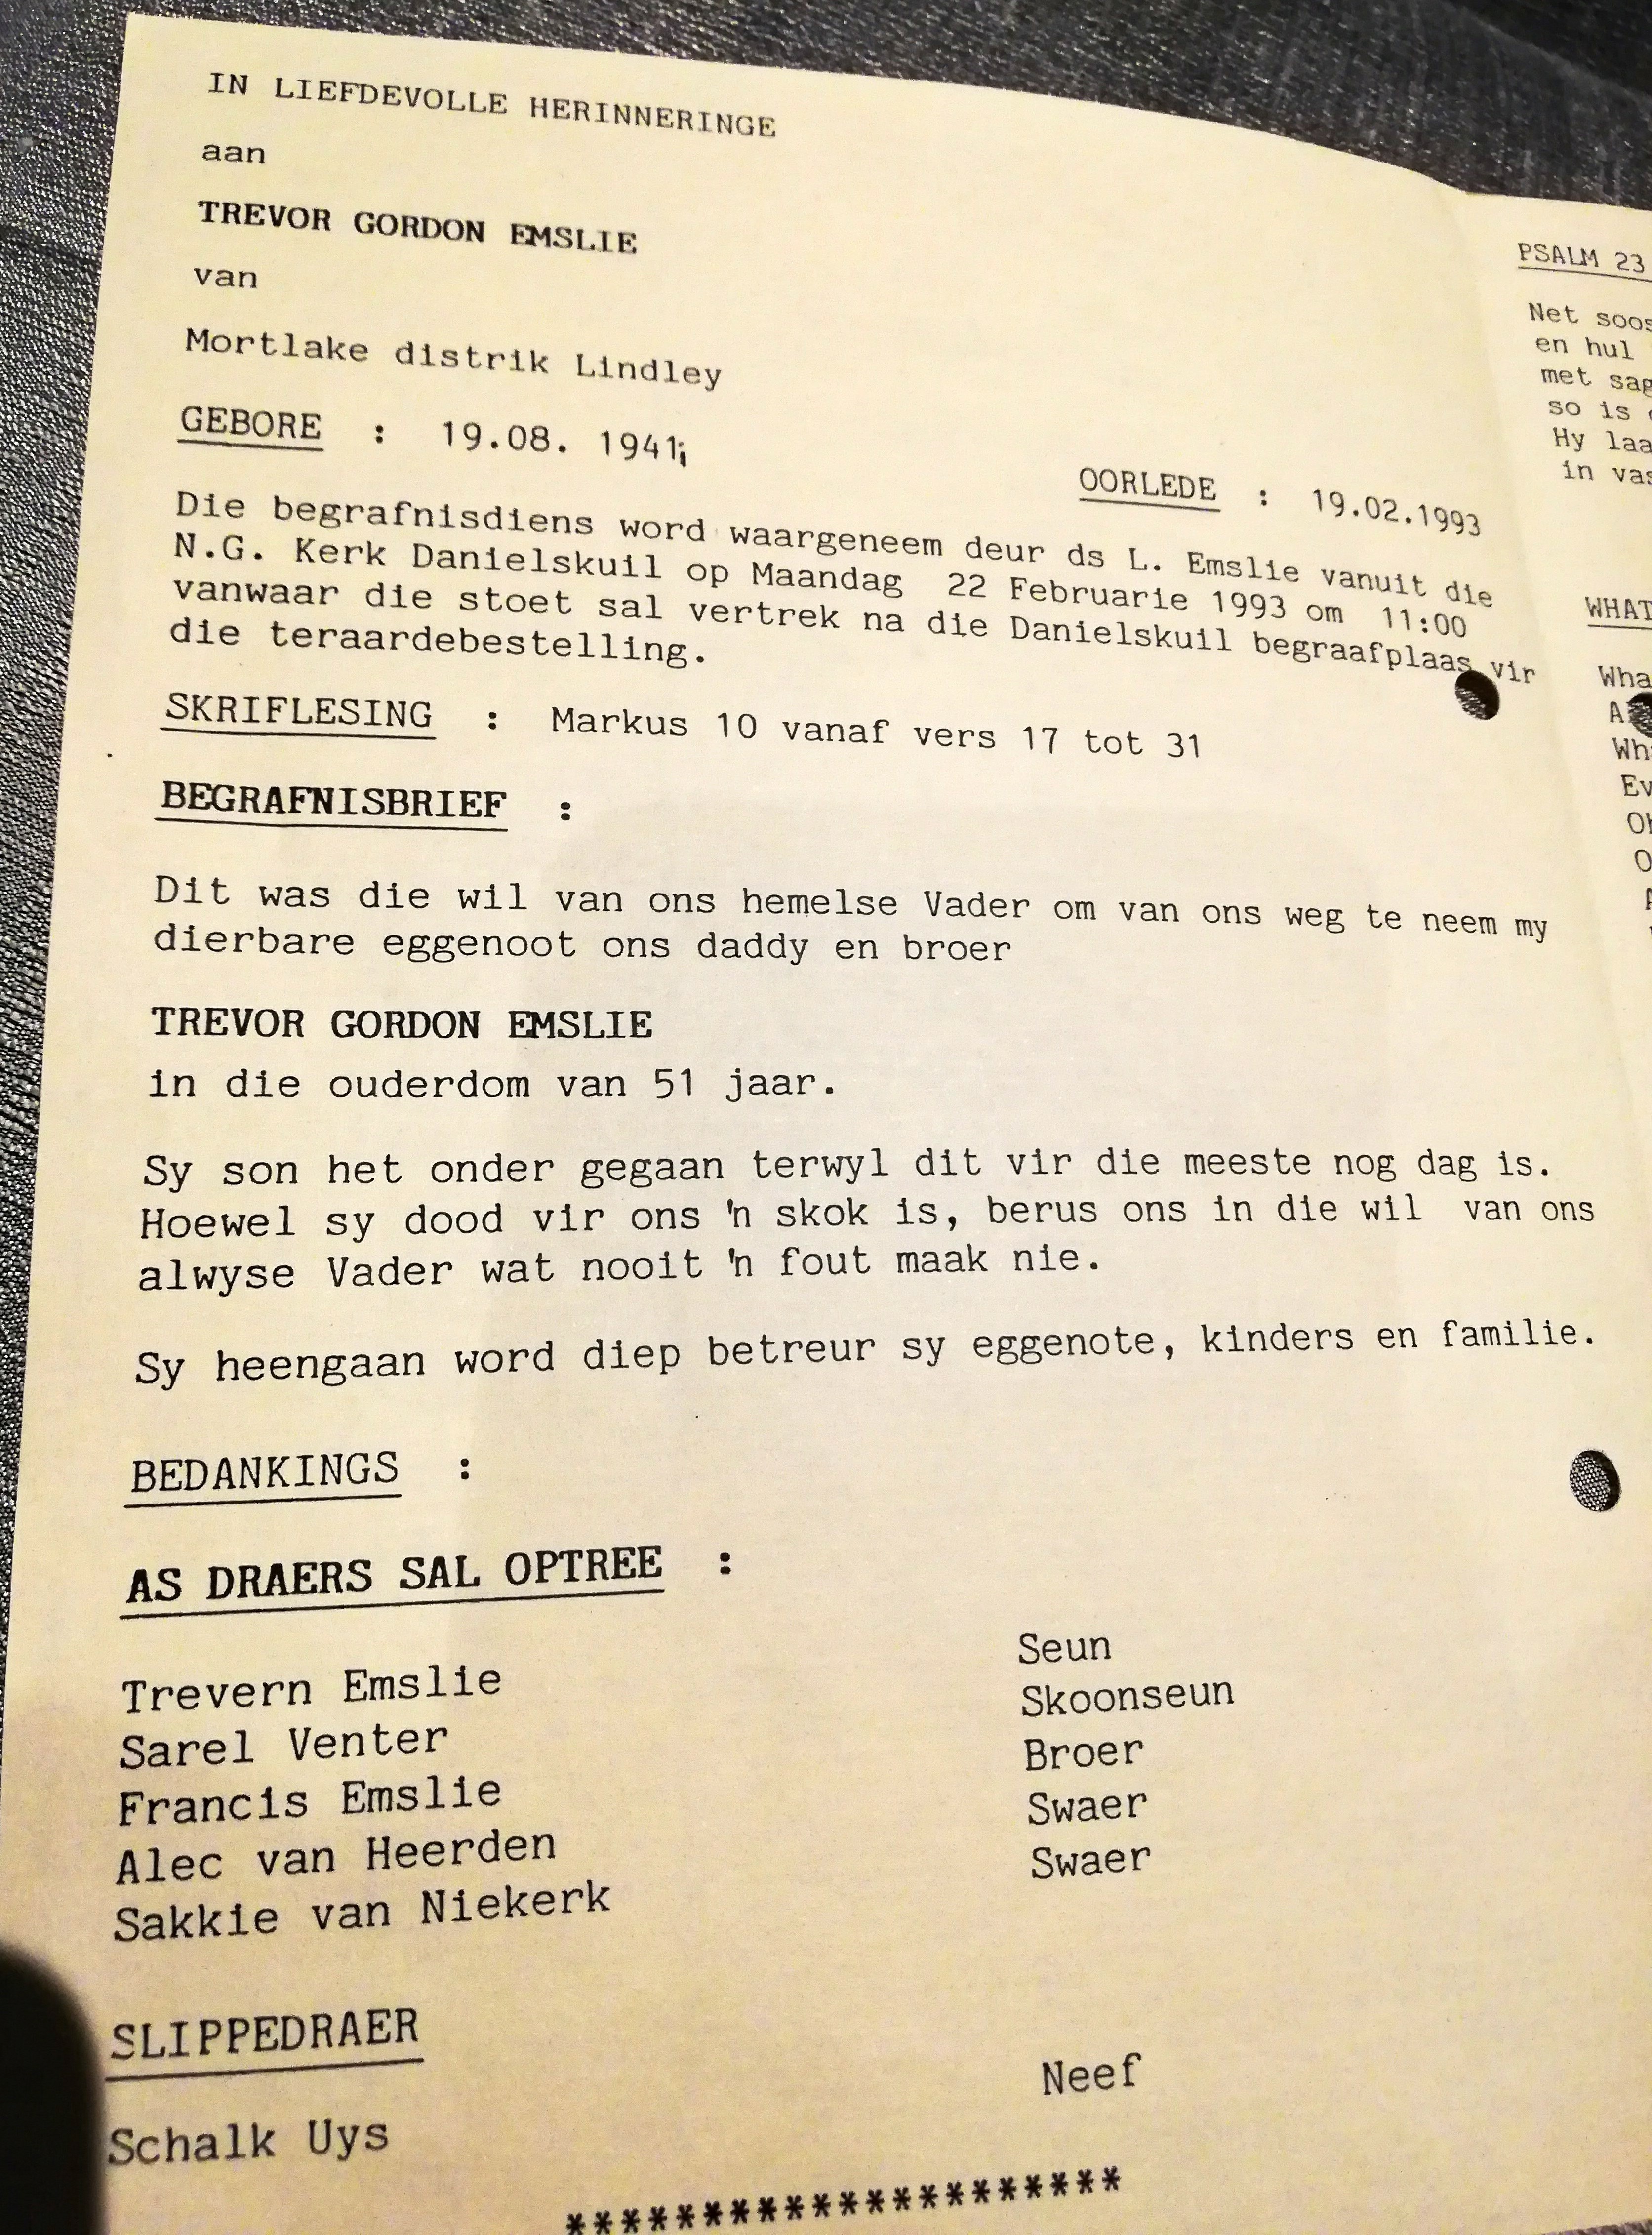 IN LIEFDEVOLLE HERINNERINGE
aan
TREVOR GORDON EMSLIE
van
Mortlake distrik Lindley
GEBORE : 19.08. 1941; OORLEDE : 19.02.1993
Die begrafnisdiens word waargeneem deur ds L. Emslie vanuit die
N.G. Kerk Danielskuil op Maandag 22 Februarie 1993 om 11:00
vanwaar die stoet sal vertrek na die Danielskuil begraafplaas vir
die teraardebestelling.
SKRIFLESING : Markus 10 vanaf vers 17 tot 31
BEGRAFNISBRIEF :
Dit was die wil van ons hemelse Vader om van ons weg te neem my
dierbare eggenoot ons daddy en broer
TREVOR GORDON EMSLIE
in die ouderdom van 51 jaar.
Sy son het onder gegaan terwyl dit vir die meeste nog dag is.
Hoewel sy dood vir ons 'n skok is, berus ons in die wil van ons
alwyse Vader wat nooit 'n fout maak nie.
Sy heengaan word diep betreur sy eggenote, kinders en familie.
BEDANKINGS :
AS DRAERS SAL OPTREE :
Trevern Emslie Seun
Sarel Venter Skoonseun
Francis Emslie Broer
Alec van Heerden Swaer
Sakkie van Niekerk Swaer
SLIPPEDRAER
Schalk Uys Neef
*********************
PSALM 23
Net soos
en hul
met sag
so is
Hy laa
in vas
WHAT
Wha
Wh
Ev